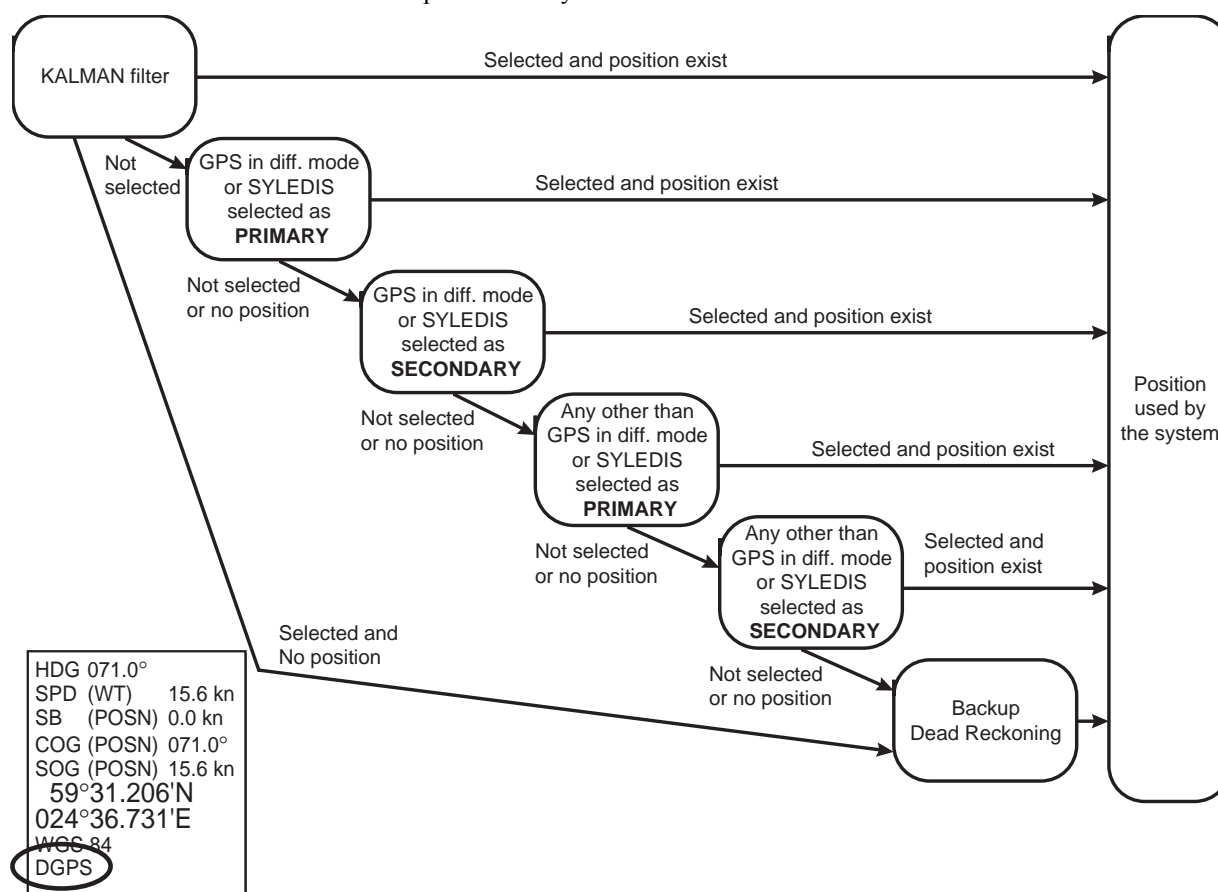 KALMAN filter
Selected and position exist
Not
selected
GPS in diff. mode
or SYLEDIS
selected as
PRIMARY
Selected and position exist
Not selected
or no position
GPS in diff. mode
or SYLEDIS
selected as
SECONDARY
Selected and position exist
Position
used by
the system
Not selected
or no position
Any other than
GPS in diff. mode
or SYLEDIS
selected as
PRIMARY
Selected and position exist
Not selected
or no position
Any other than
GPS in diff. mode
or SYLEDIS
selected as
SECONDARY
Selected and
position exist
Selected and
No position
Not selected
or no position
Backup
Dead Reckoning
HDG 071.0°
SPD (WT) 15.6 kn
SB (POSN) 0.0 kn
COG (POSN) 071.0°
SOG (POSN) 15.6 kn
59°31.206'N
024°36.731'E
WGS 84
DGPS